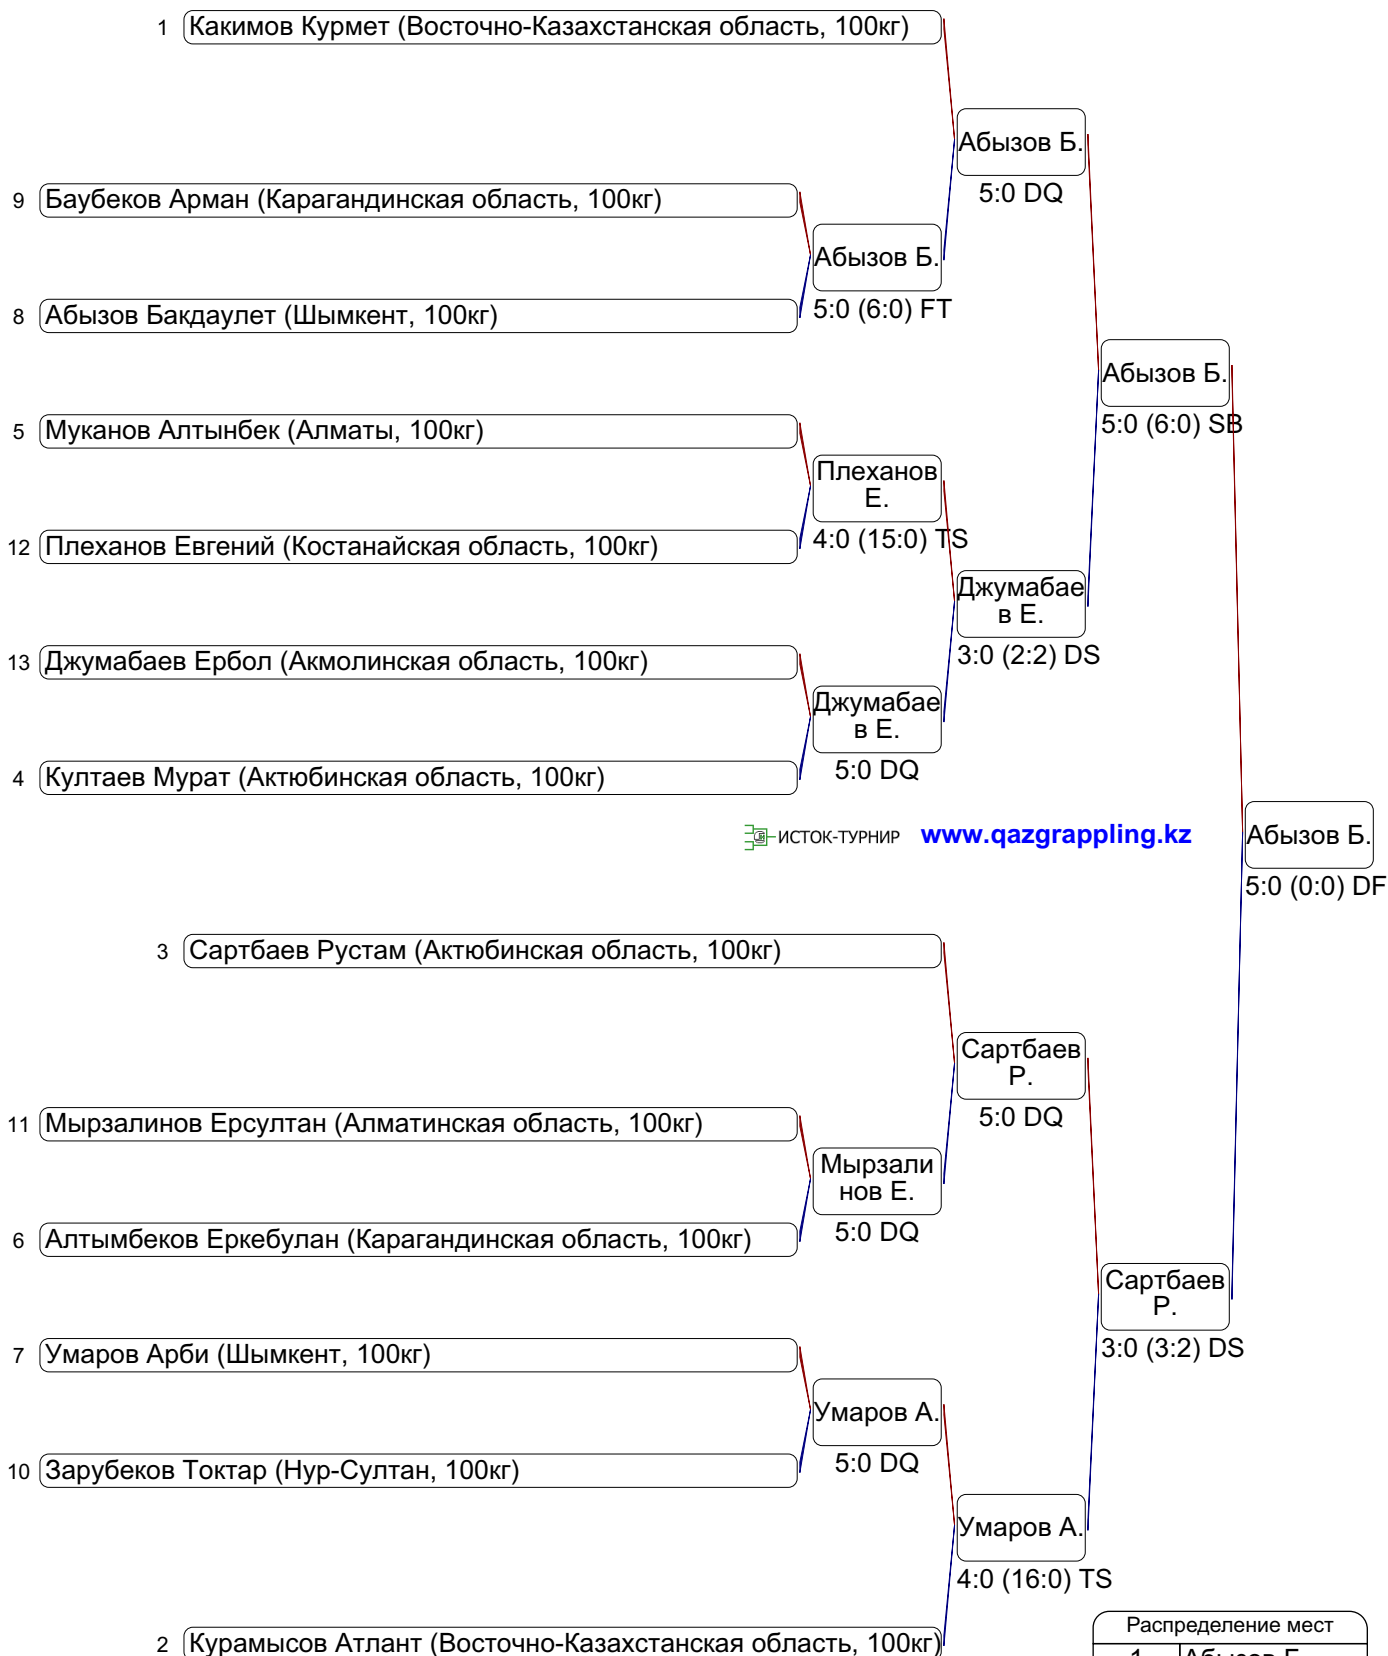 1 Какимов Курмет (Восточно-Казахстанская область, 100кг)
Абызов Б.
5:0 DQ
9 Баубеков Арман (Карагандинская область, 100кг)
Абызов Б.
5:0 (6:0) FT
8 Абызов Бакдаулет (Шымкент, 100кг)
Абызов Б.
5:0 (6:0) SB
5 Муканов Алтынбек (Алматы, 100кг)
Плеханов
Е.
4:0 (15:0) TS
12 Плеханов Евгений (Костанайская область, 100кг)
Джумабае
в Е.
3:0 (2:2) DS
13 Джумабаев Ербол (Акмолинская область, 100кг)
Джумабае
в Е.
5:0 DQ
4 Култаев Мурат (Актюбинская область, 100кг)
ИСТОК-ТУРНИР www.qazgrappling.kz
Абызов Б.
5:0 (0:0) DF
3 Сартбаев Рустам (Актюбинская область, 100кг)
Сартбаев
Р.
5:0 DQ
11 Мырзалинов Ерсултан (Алматинская область, 100кг)
Мырзали
нов Е.
5:0 DQ
6 Алтымбеков Еркебулан (Карагандинская область, 100кг)
Сартбаев
Р.
3:0 (3:2) DS
7 Умаров Арби (Шымкент, 100кг)
Умаров А.
5:0 DQ
10 Зарубеков Токтар (Нур-Султан, 100кг)
Умаров А.
4:0 (16:0) TS
2 Курамысов Атлант (Восточно-Казахстанская область, 100кг)
Распределение мест
1 Абызов Б.